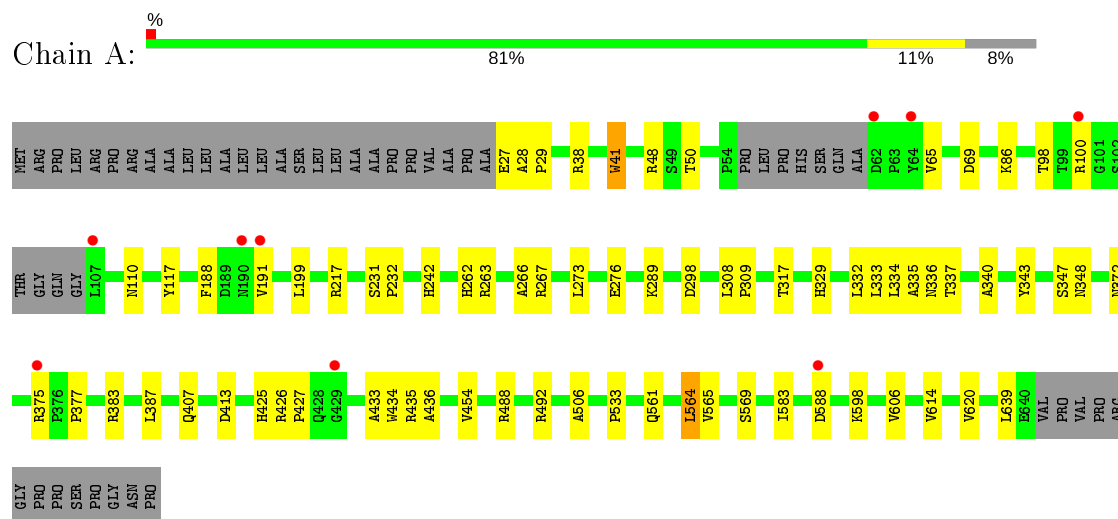 %
Chain A:
81% 11% 8%
MET ARG PRO LEU ARG PRO ARG ALA ALA LEU LEU ALA LEU LEU ALA SER LEU LEU ALA ALA PRO PRO VAL ALA PRO ALA E27 A28 P29 R38 W41 R48 S49 T50 P54 PRO LEU PRO HIS SER GLN ALA D62 P63 Y64 V65 D69 K86 T98 T99 R100 G101 S102
THR GLY GLN GLY L107 N110 Y117 F188 D189 N190 V191 L199 R217 S231 P232 H242 H262 R263 A266 R267 L273 E276 K289 D298 L308 P309 T317 H329 L332 L333 L334 A335 N336 T337 A340 Y343 S347 N348 N372
R375 P376 P377 R383 L387 Q407 D413 H425 R426 P427 Q428 G429 A433 W434 R435 A436 V454 R488 R492 A506 P533 Q561 L564 V565 S569 I583 D588 K598 V606 V614 V620 L639 E640 VAL PRO VAL PRO ARG
GLY PRO PRO SER PRO GLY ASN PRO